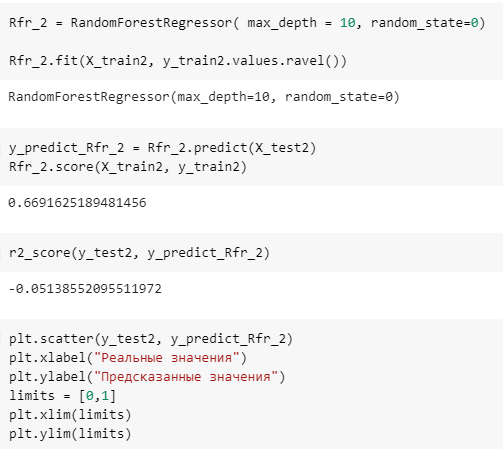 Rfr_2 = RandomForestRegressor( max_depth = 10, random_state=0)
Rfr_2.fit(X_train2, y_train2.values.ravel())
RandomForestRegressor(max_depth=10, random_state=0)
y_predict_Rfr_2 = Rfr_2.predict(X_test2)
Rfr_2.score(X_train2, y_train2)
0.6691625189481456
r2_score(y_test2, y_predict_Rfr_2)
-0.05138552095511972
plt.scatter(y_test2, y_predict_Rfr_2)
plt.xlabel("Реальные значения")
plt.ylabel("Предсказанные значения")
limits = [0,1]
plt.xlim(limits)
plt.ylim(limits)